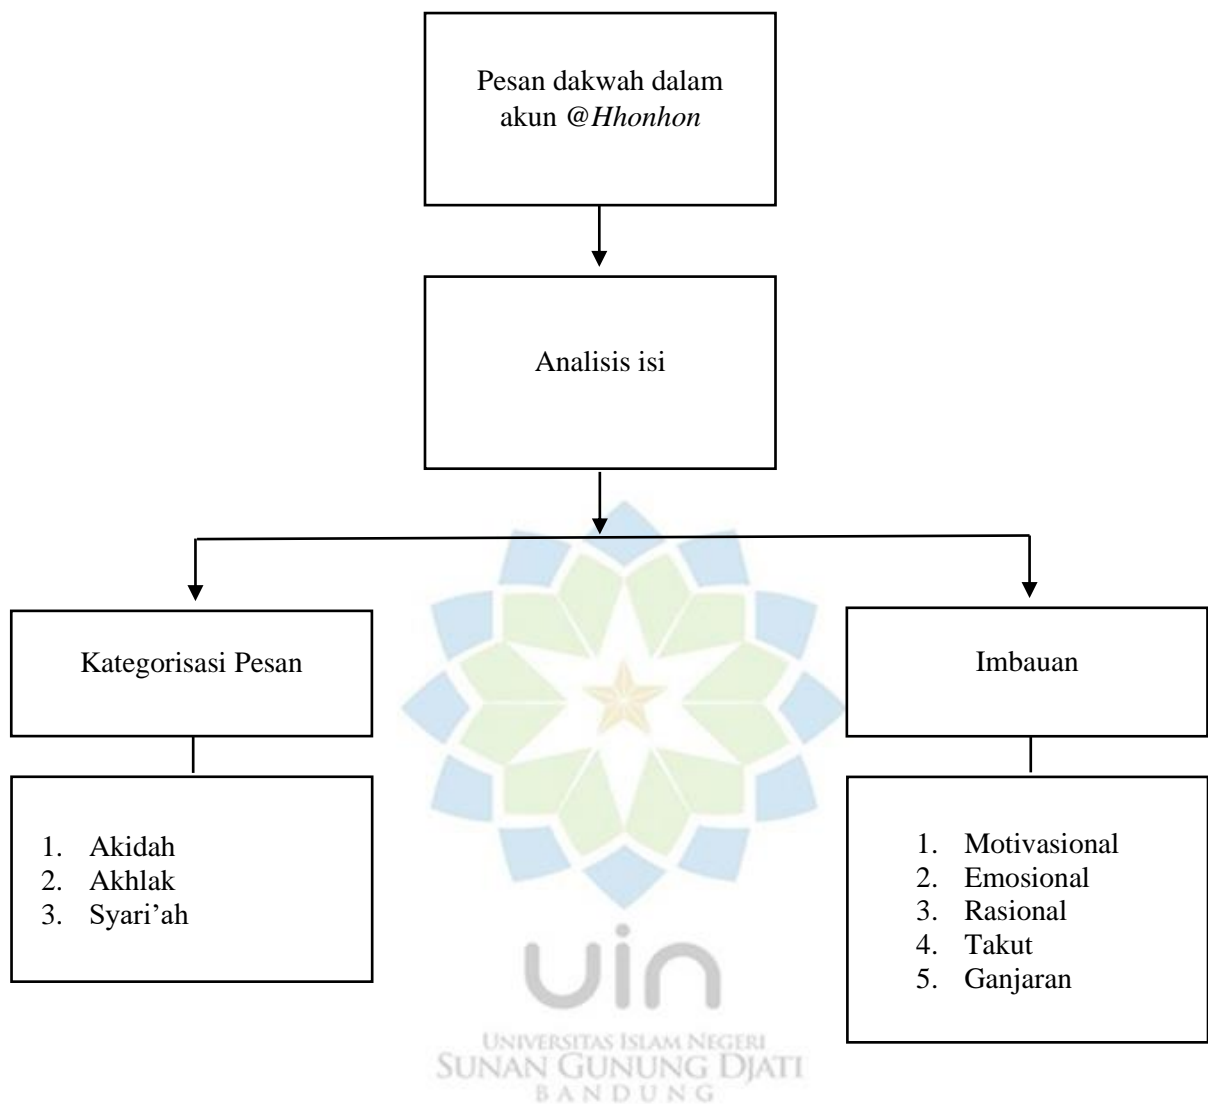 Pesan dakwah dalam
akun @Hhonhon
Analisis isi
Kategorisasi Pesan
Imbauan
1. Akidah
2. Akhlak
3. Syari’ah
1. Motivasional
2. Emosional
3. Rasional
4. Takut
5. Ganjaran
uin
UNIVERSITAS ISLAM NEGERI
SUNAN GUNUNG DJATI
BANDUNG